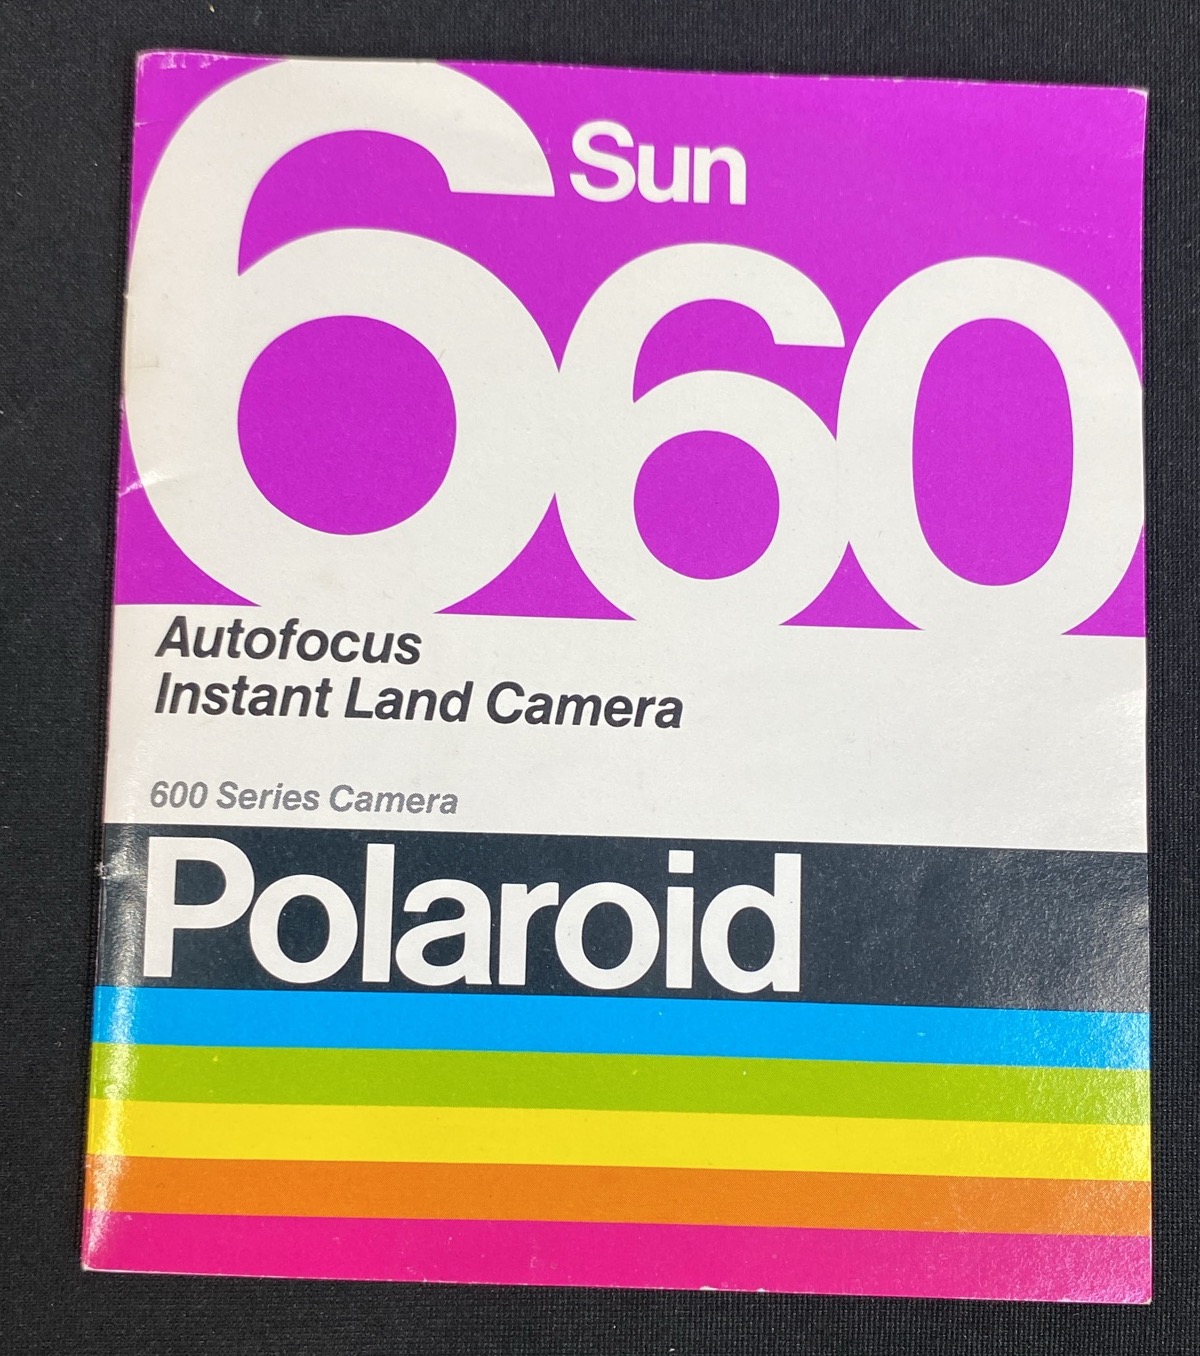 Sun
660
Autofocus
Instant Land Camera
600 Series Camera
Polaroid